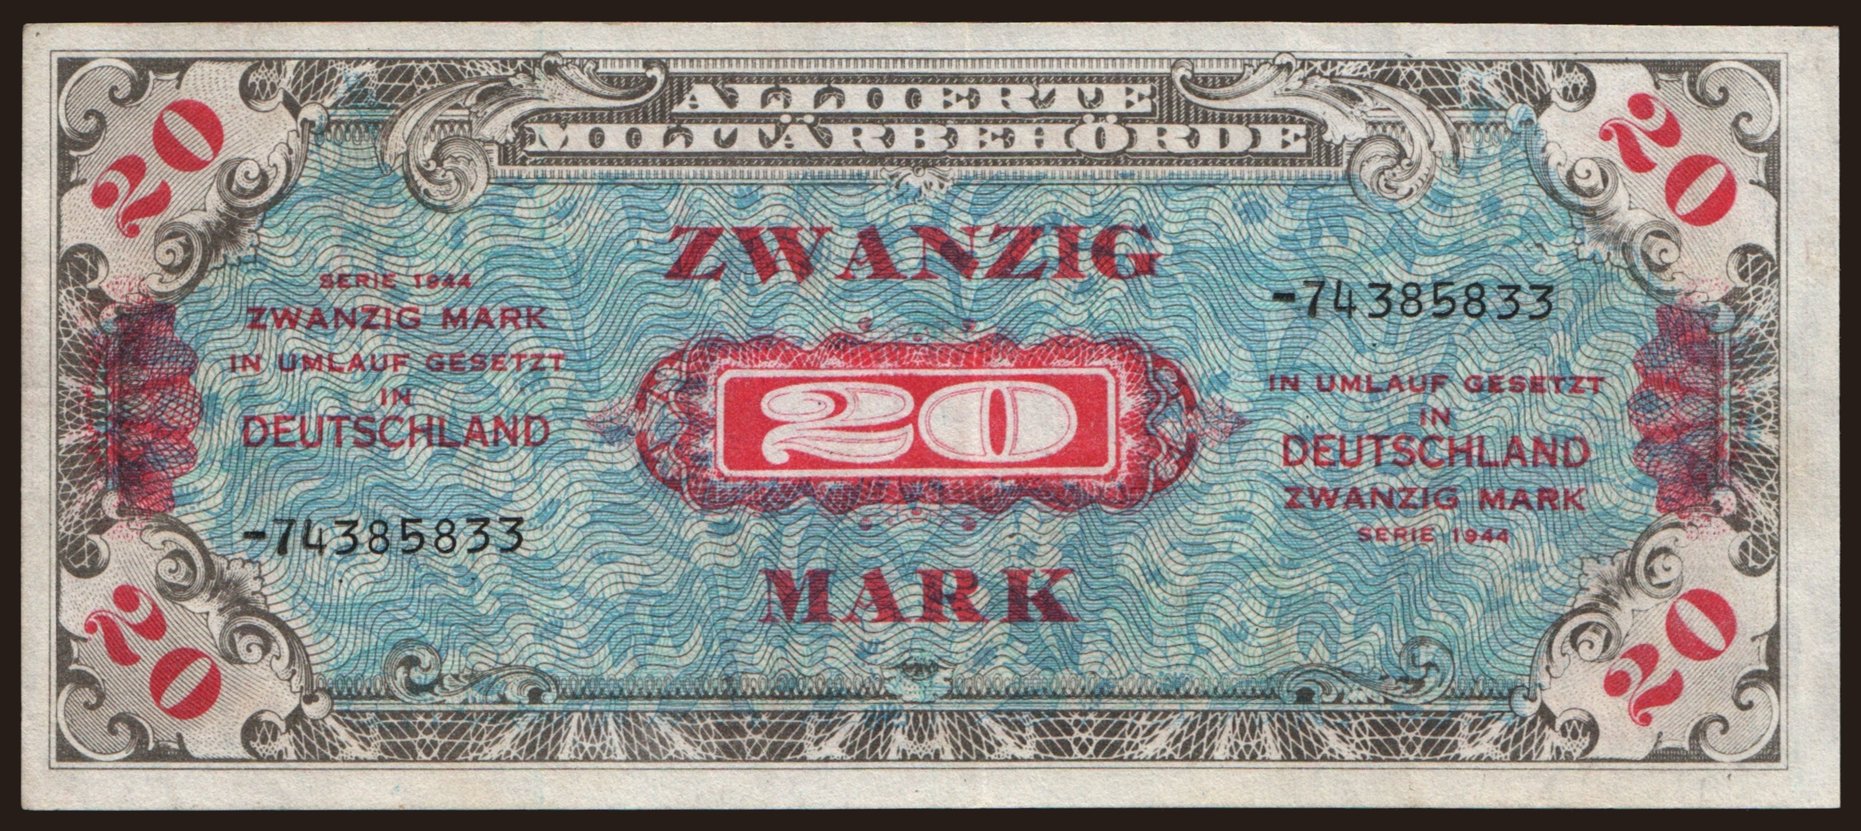 20
ALLIIERTE
MILITÄRBEHÖRDE
20
ZWANZIG
SERIE 1944
ZWANZIG MARK
IN UMLAUF GESETZT
IN
DEUTSCHLAND
-74385833
20
-74385833
IN UMLAUF GESETZT
IN
DEUTSCHLAND
ZWANZIG MARK
SERIE 1944
MARK
20
20